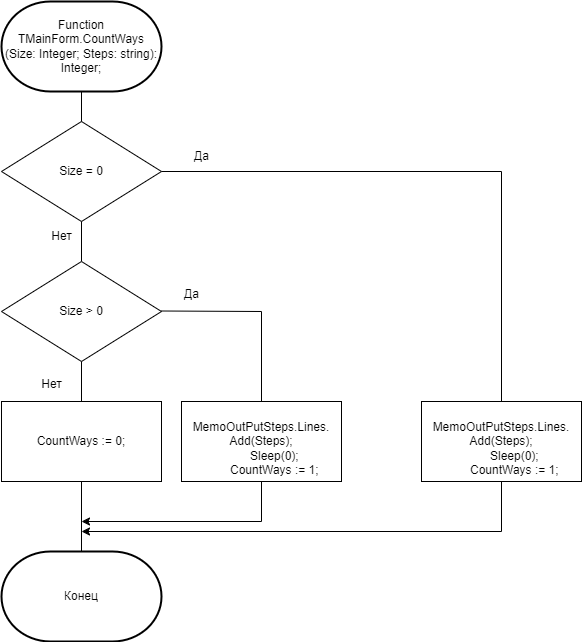 Function
TMainForm.CountWays
(Size: Integer; Steps: string):
Integer;
Size = 0
Да
Нет
Size > 0
Да
Нет
CountWays := 0;
MemoOutPutSteps.Lines.
Add(Steps);
Sleep(0);
CountWays := 1;
MemoOutPutSteps.Lines.
Add(Steps);
Sleep(0);
CountWays := 1;
Конец